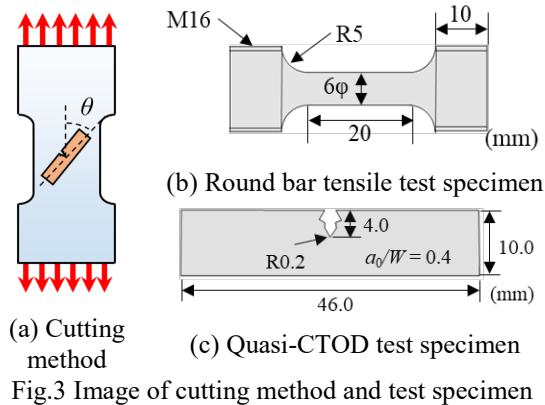 θ
(a) Cutting
method
M16
R5
10
6φ
20
(mm)
(b) Round bar tensile test specimen
4.0
R0.2
a₀/W = 0.4
10.0
46.0
(mm)
(c) Quasi-CTOD test specimen
Fig.3 Image of cutting method and test specimen